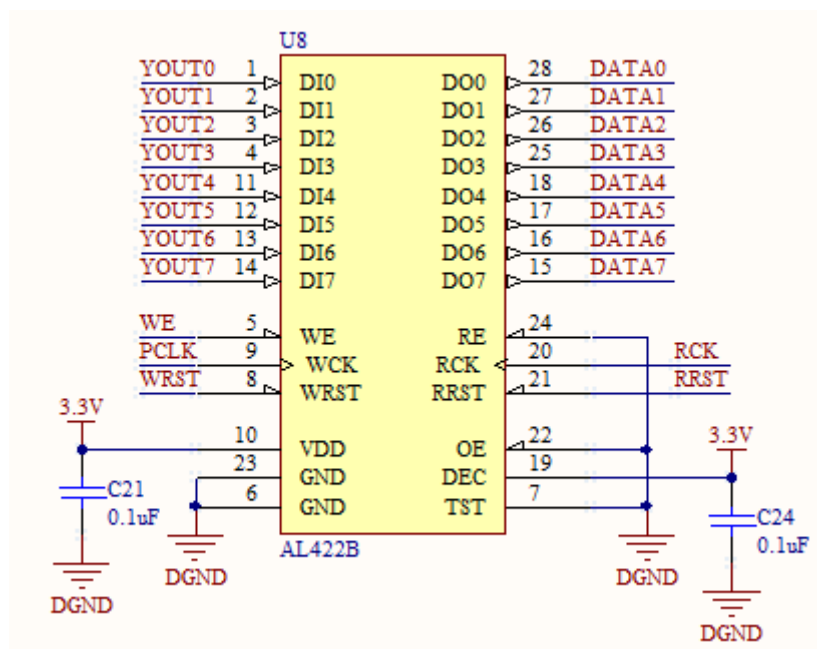 U8
YOUT0 1 DI0 DO0 28 DATA0
YOUT1 2 DI1 DO1 27 DATA1
YOUT2 3 DI2 DO2 26 DATA2
YOUT3 4 DI3 DO3 25 DATA3
YOUT4 11 DI4 DO4 18 DATA4
YOUT5 12 DI5 DO5 17 DATA5
YOUT6 13 DI6 DO6 16 DATA6
YOUT7 14 DI7 DO7 15 DATA7
WE 5 WE RE 24
PCLK 9 WCK RCK 20 RCK
WRST 8 WRST RRST 21 RRST
3.3V 10 VDD OE 22 3.3V
23 GND DEC 19
C21 6 GND TST 7 C24
0.1uF 0.1uF
AL422B
DGND DGND
DGND DGND